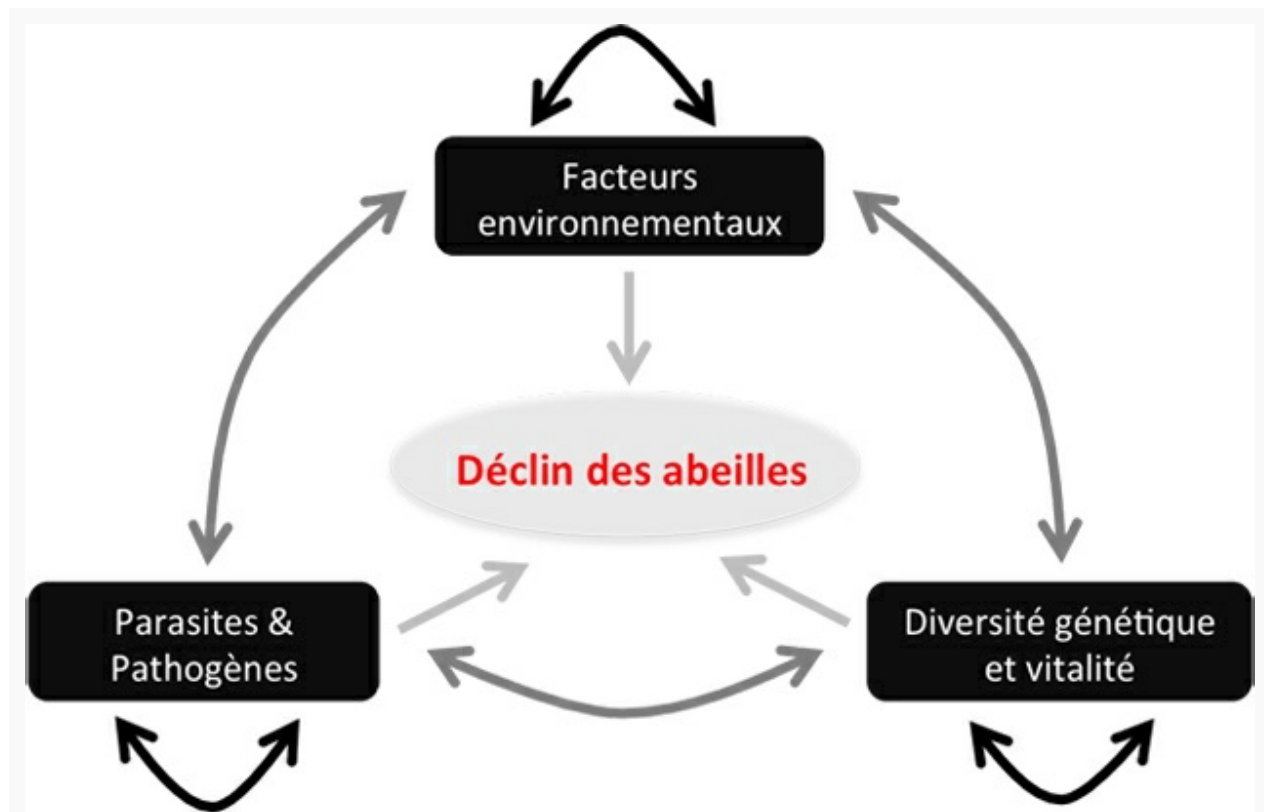 Facteurs
environnementaux
Déclin des abeilles
Parasites &
Pathogènes
Diversité génétique
et vitalité